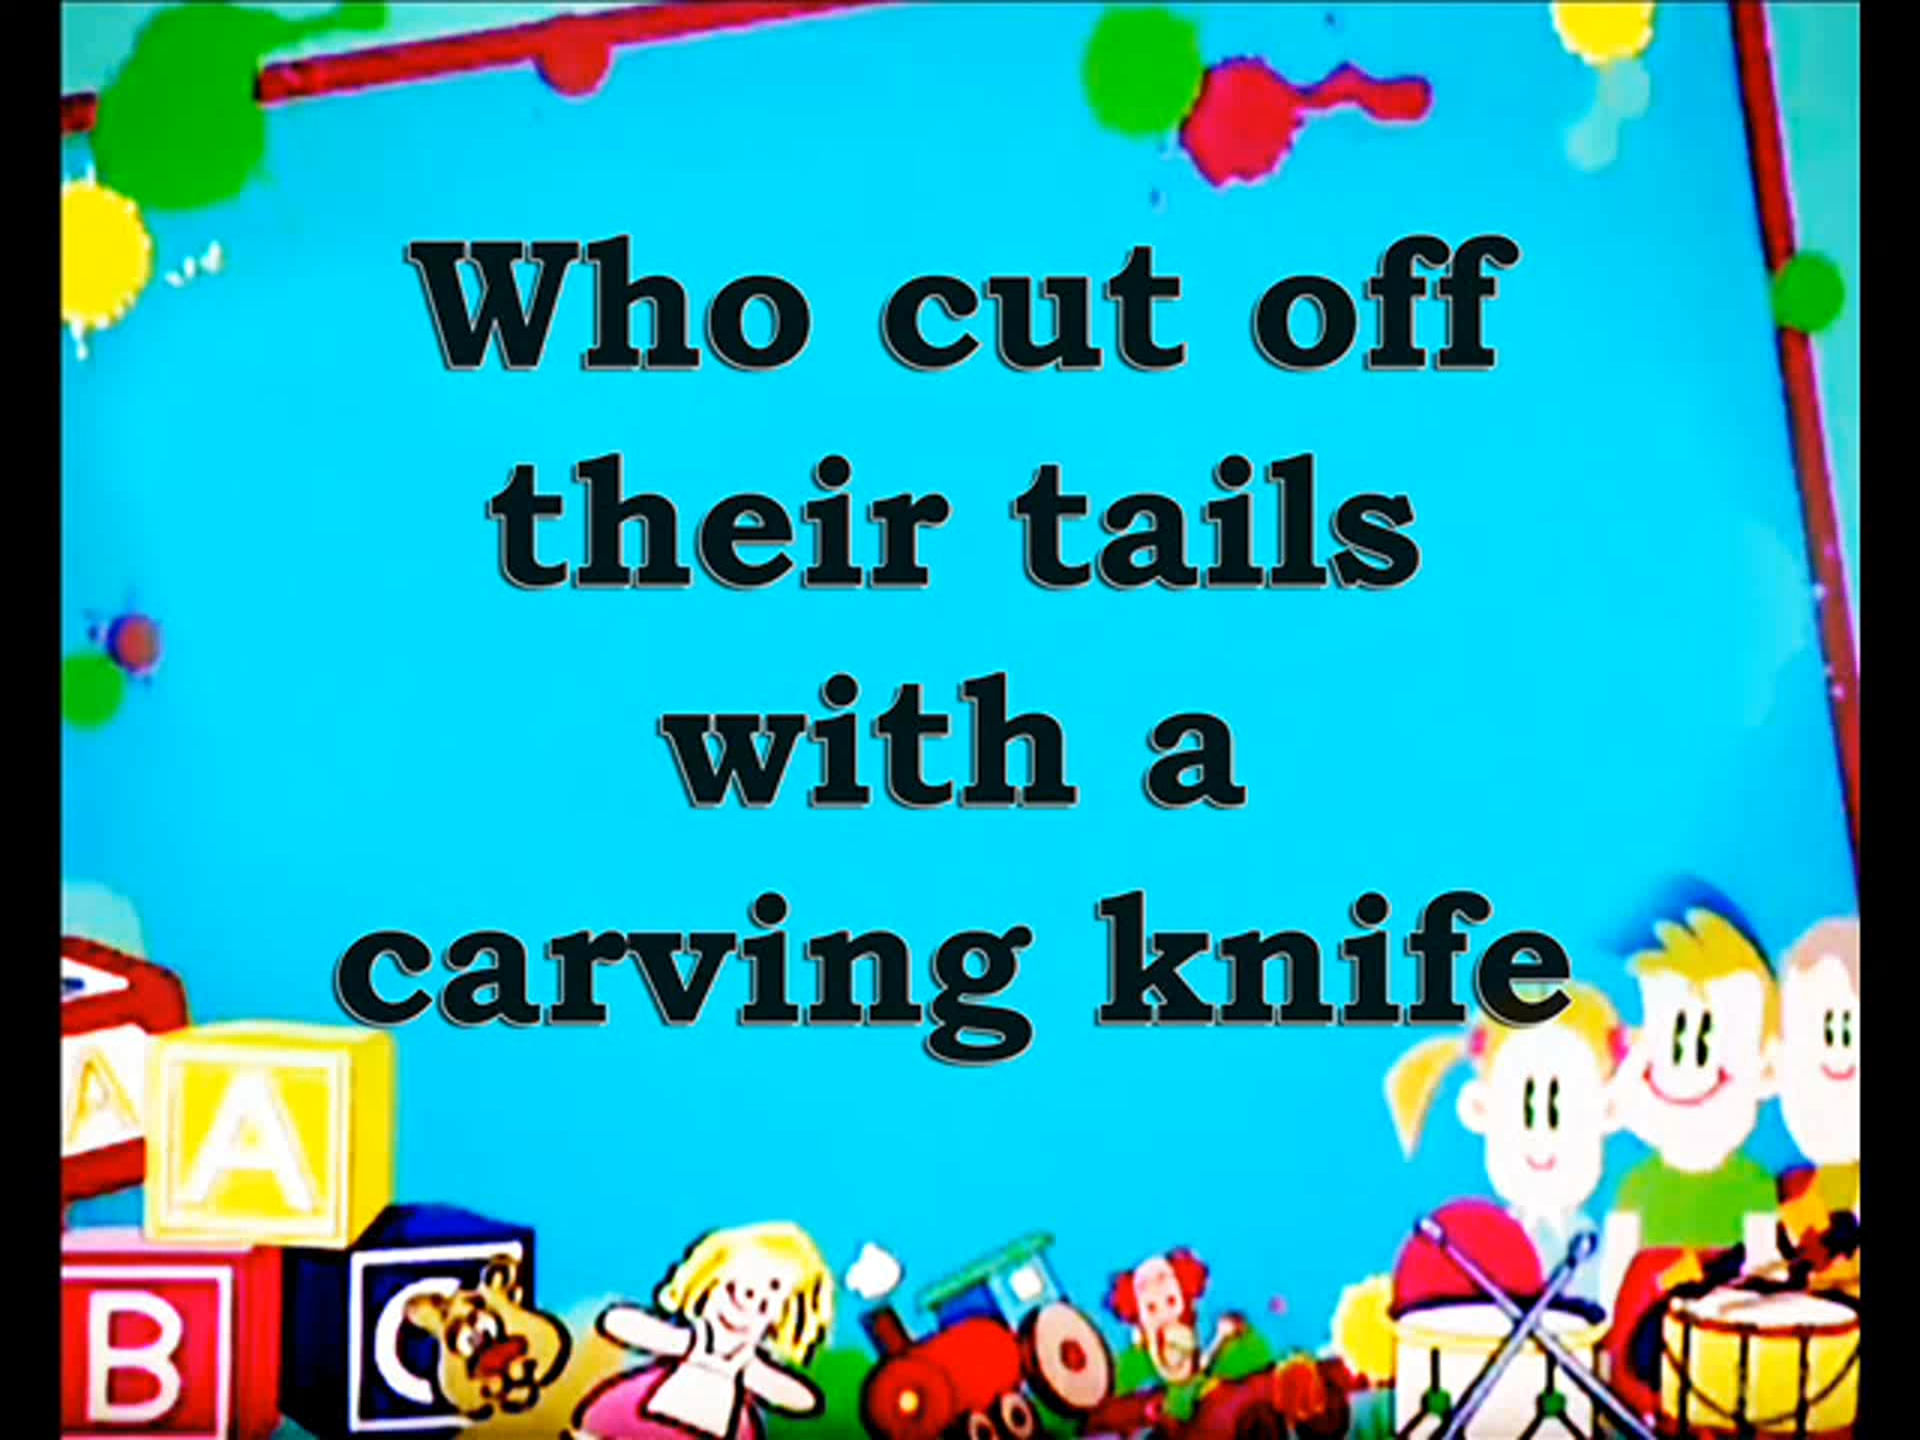 Who cut off
their tails
with a
carving knife
A
A
B
C